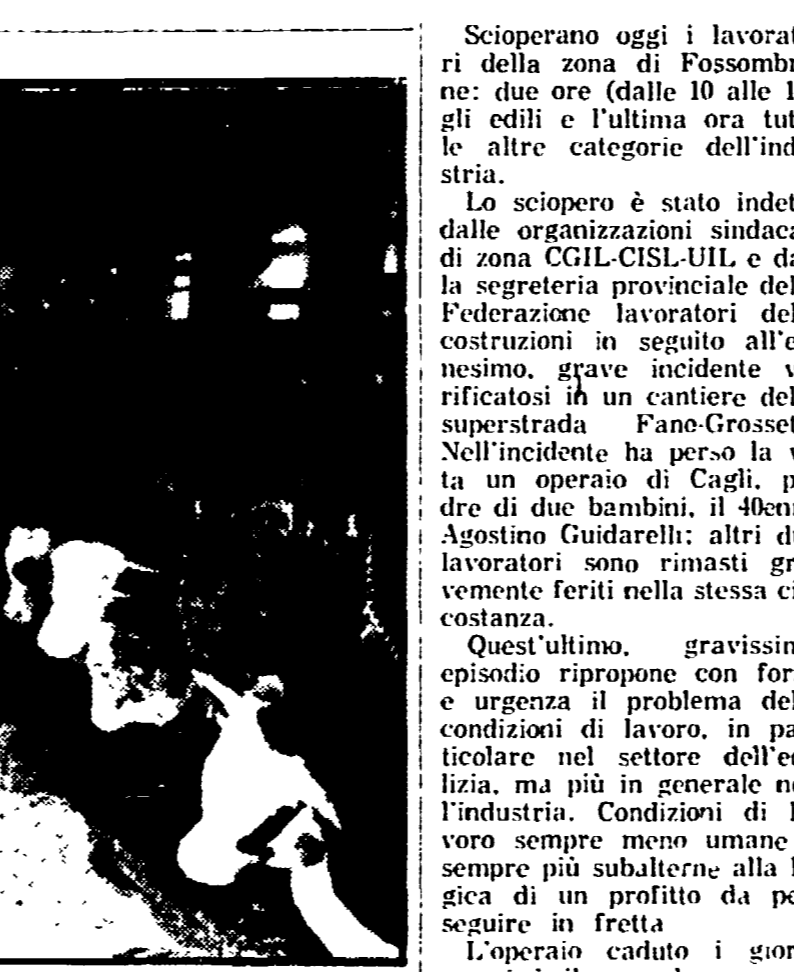 Scioperano oggi i lavorat
ri della zona di Fossombr
ne: due ore (dalle 10 alle 1
gli edili e l'ultima ora tut
le altre categorie dell'ind
stria.
Lo sciopero è stato indet
dalle organizzazioni sindaca
di zona CGIL-CISL-UIL e da
la segreteria provinciale del
Federazione lavoratori del
costruzioni in seguito all'e
nesimo, grave incidente v
rificatosi in un cantiere del
superstrada Fano-Grosset
Nell'incidente ha perso la v
ta un operaio di Cagli, p
dre di due bambini, il 40enn
Agostino Guidarelli; altri du
lavoratori sono rimasti gr
vemente feriti nella stessa ci
costanza.
Quest'ultimo, gravissim
episodio ripropone con for
e urgenza il problema del
condizioni di lavoro, in pa
ticolare nel settore dell'ed
lizia, ma più in generale ne
l'industria. Condizioni di l
voro sempre meno umane
sempre più subalterne alla l
gica di un profitto da pe
seguire in fretta
L'operaio caduto i gior